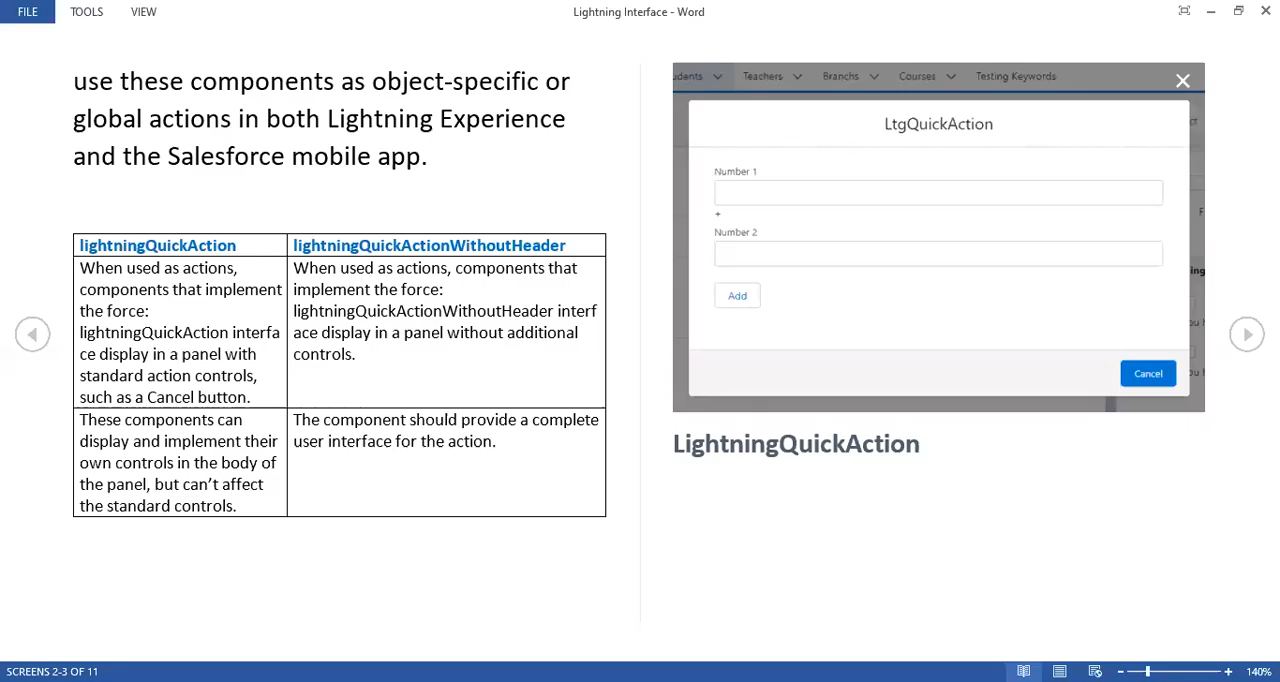 FILE TOOLS VIEW Lightning Interface - Word
use these components as object-specific or
global actions in both Lightning Experience
and the Salesforce mobile app.
lightningQuickAction
When used as actions,
components that implement
the force:
lightningQuickAction interfa
ce display in a panel with
standard action controls,
such as a Cancel button.
lightningQuickActionWithoutHeader
When used as actions, components that
implement the force:
lightningQuickActionWithoutHeader interf
ace display in a panel without additional
controls.
These components can
display and implement their
own controls in the body of
the panel, but can’t affect
the standard controls.
The component should provide a complete
user interface for the action.
udents Teachers Branchs Courses Testing Keywords
LtgQuickAction
Number 1
+
Number 2
Add
Cancel
LightningQuickAction
SCREENS 2-3 OF 11
140%